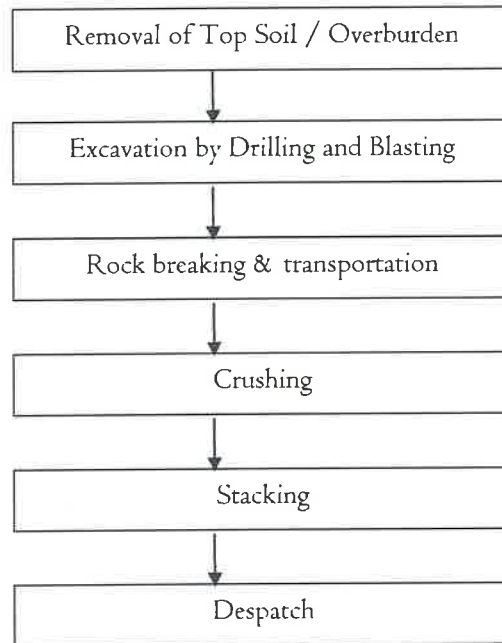 Removal of Top Soil / Overburden
Excavation by Drilling and Blasting
Rock breaking & transportation
Crushing
Stacking
Despatch